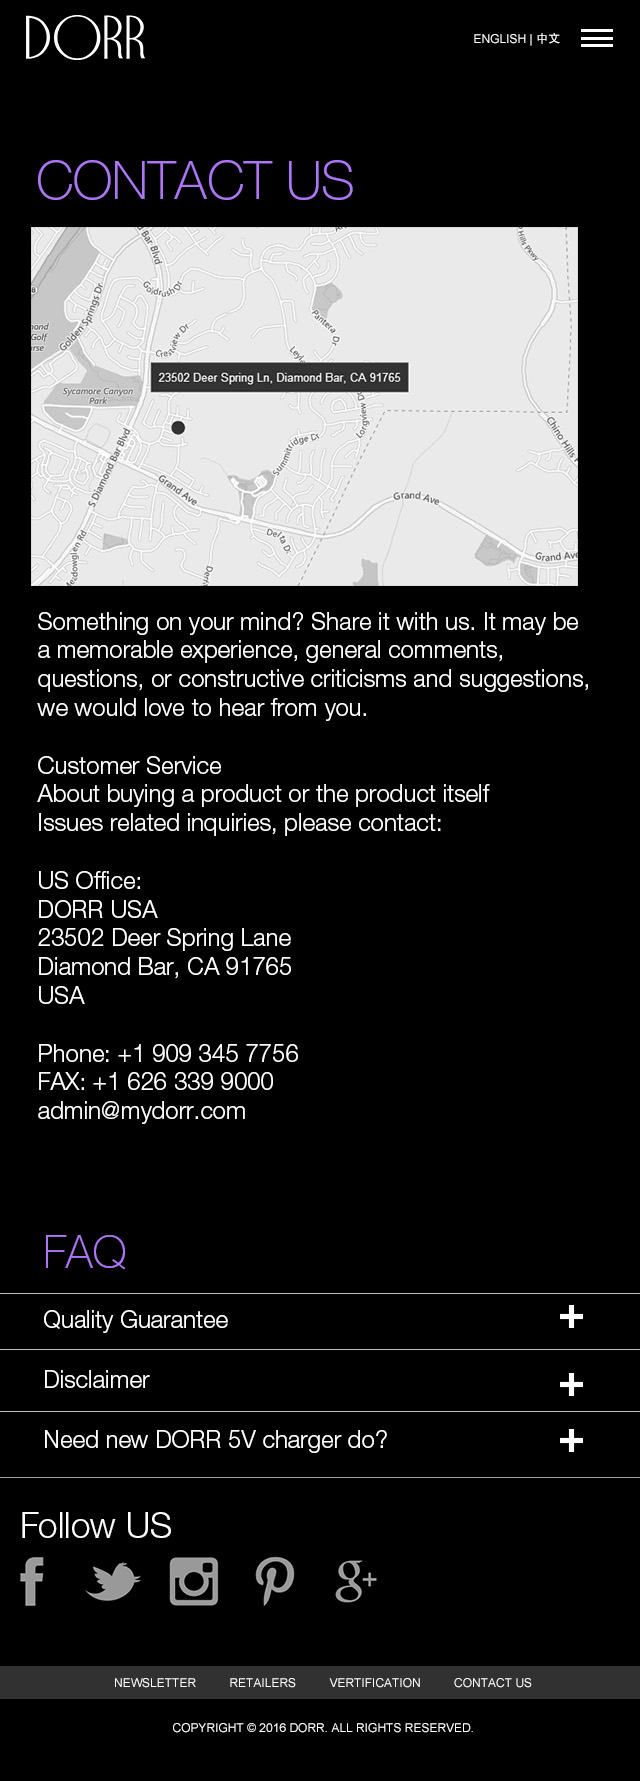 DORR
ENGLISH | 中文
CONTACT US
Bar Blvd
Hills Pkwy
Goldrush Dr
Golden Springs Dr
Pantera Dr
mond
Golf
urse
Crestview Dr
Leyl
23502 Deer Spring Ln, Diamond Bar, CA 91765
Sycamore Canyon
Park
Longview
Chino Hills P
S Diamond Bar Blvd
Summitridge Dr
Grand Ave
Grand Ave
Delta D
Grand Ave
Derr
Something on your mind? Share it with us. It may be
a memorable experience, general comments,
questions, or constructive criticisms and suggestions,
we would love to hear from you.
Customer Service
About buying a product or the product itself
Issues related inquiries, please contact:
US Office:
DORR USA
23502 Deer Spring Lane
Diamond Bar, CA 91765
USA
Phone: +1 909 345 7756
FAX: +1 626 339 9000
admin@mydorr.com
FAQ
Quality Guarantee
Disclaimer
Need new DORR 5V charger do?
Follow US
NEWSLETTER RETAILERS VERTIFICATION CONTACT US
COPYRIGHT © 2016 DORR. ALL RIGHTS RESERVED.